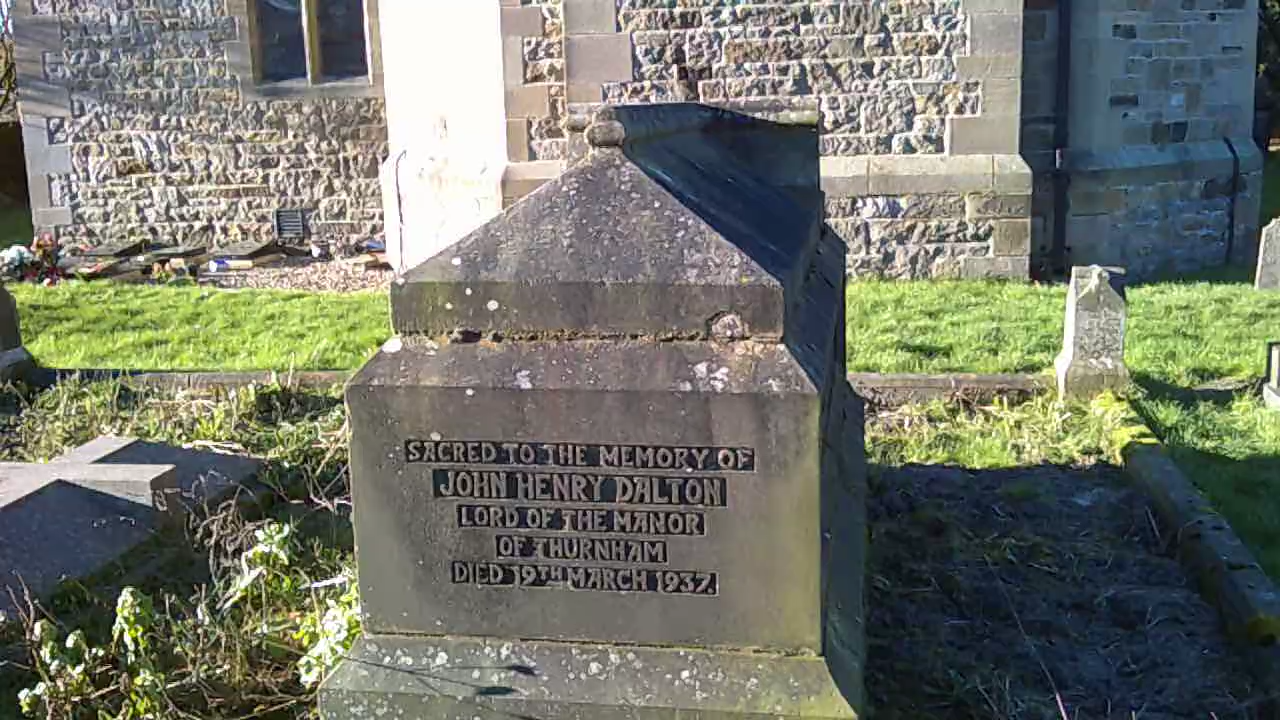 SACRED TO THE MEMORY OF
JOHN HENRY DALTON
LORD OF THE MANOR
OF THURNHAM
DIED 19TH MARCH 1937.